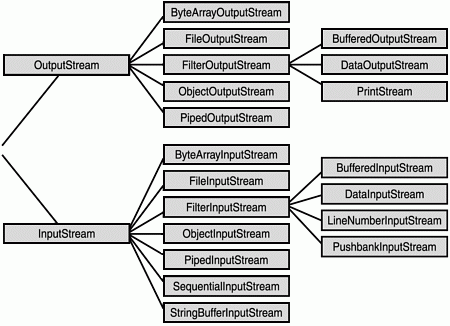 OutputStream
ByteArrayOutputStream
FileOutputStream
FilterOutputStream
ObjectOutputStream
PipedOutputStream
BufferedOutputStream
DataOutputStream
PrintStream
InputStream
ByteArrayInputStream
FileInputStream
FilterInputStream
ObjectInputStream
PipedInputStream
SequentialInputStream
StringBufferInputStream
BufferedInputStream
DataInputStream
LineNumberInputStream
PushbankInputStream